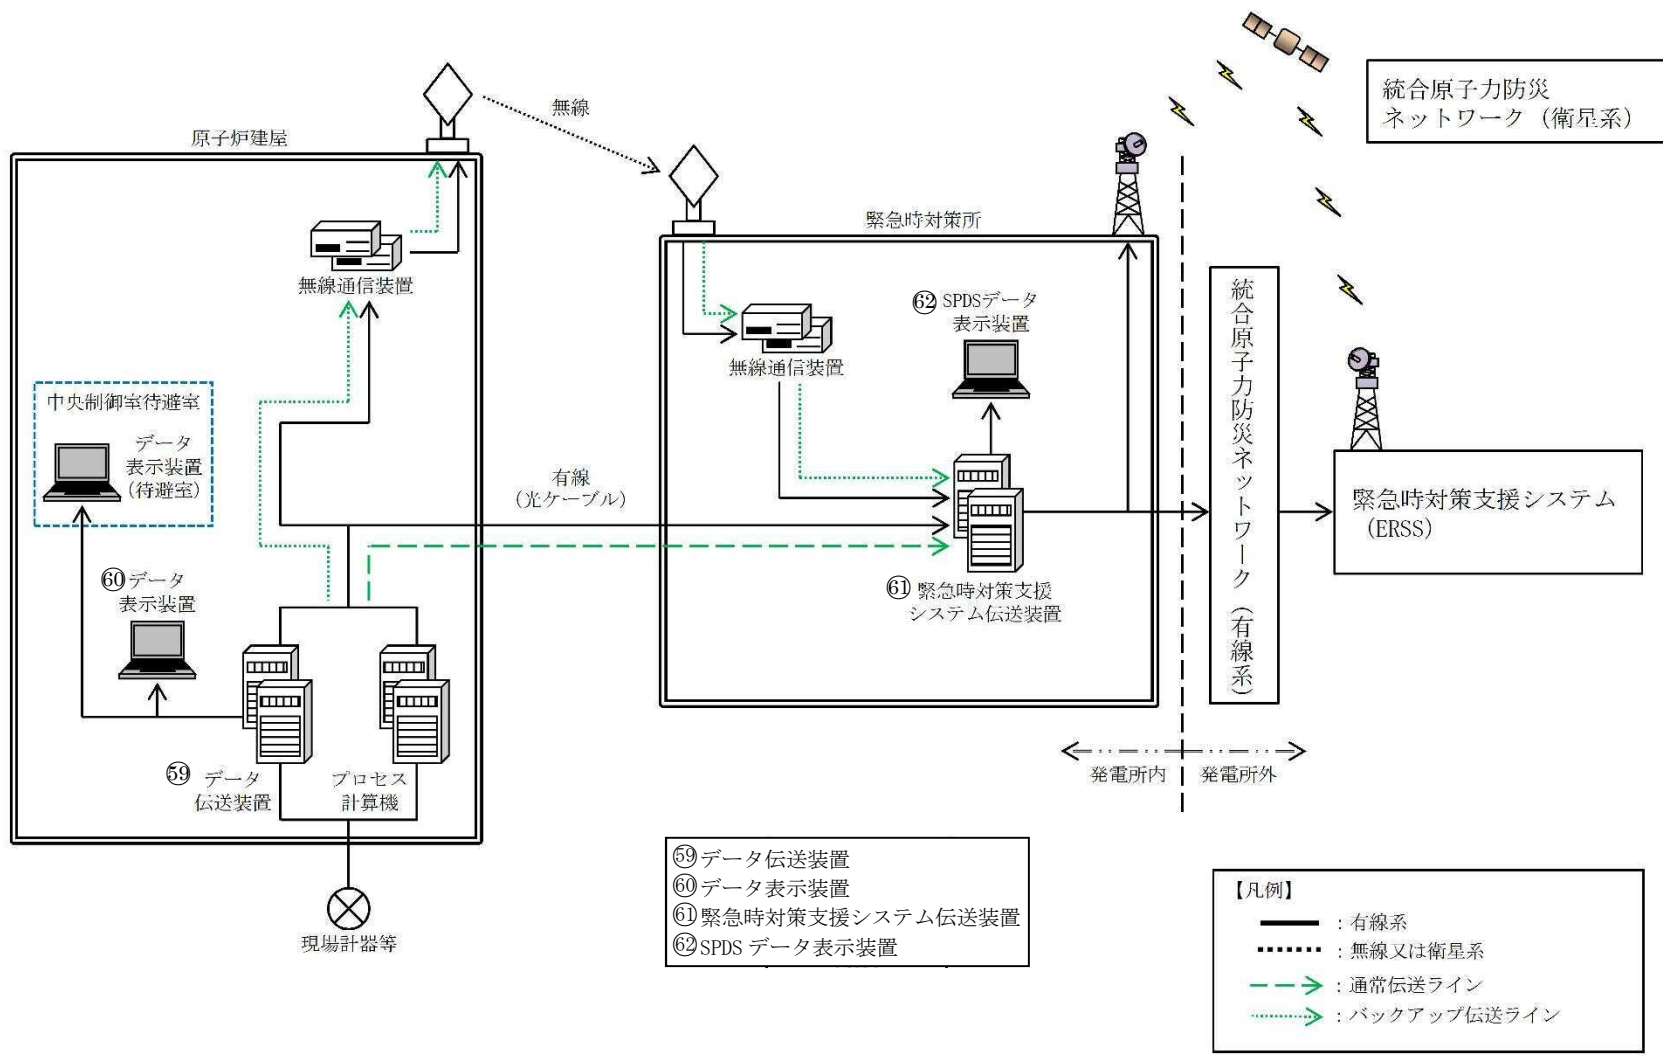 統合原子力防災
ネットワーク（衛星系）
無線
原子炉建屋
緊急時対策所
無線通信装置
㊷ SPDSデータ
表示装置
無線通信装置
中央制御室待避室
データ
表示装置
(待避室)
有線
（光ケーブル）
統合原子力防災ネットワーク（有線系）
緊急時対策支援システム
(ERSS)
60 データ
表示装置
61 緊急時対策支援
システム伝送装置
59 データ
伝送装置
プロセス
計算機
発電所内
発電所外
現場計器等
59 データ伝送装置
60 データ表示装置
61 緊急時対策支援システム伝送装置
62 SPDS データ表示装置
【凡例】
：有線系
：無線又は衛星系
：通常伝送ライン
：バックアップ伝送ライン